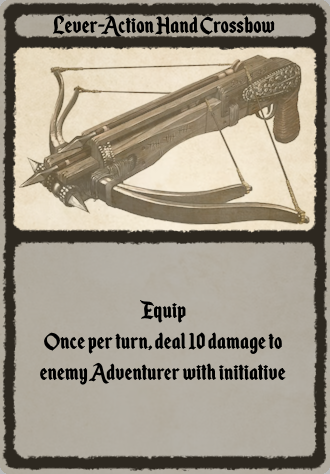 Lever-Action Hand Crossbow
Equip
Once per turn, deal 10 damage to
enemy Adventurer with initiative